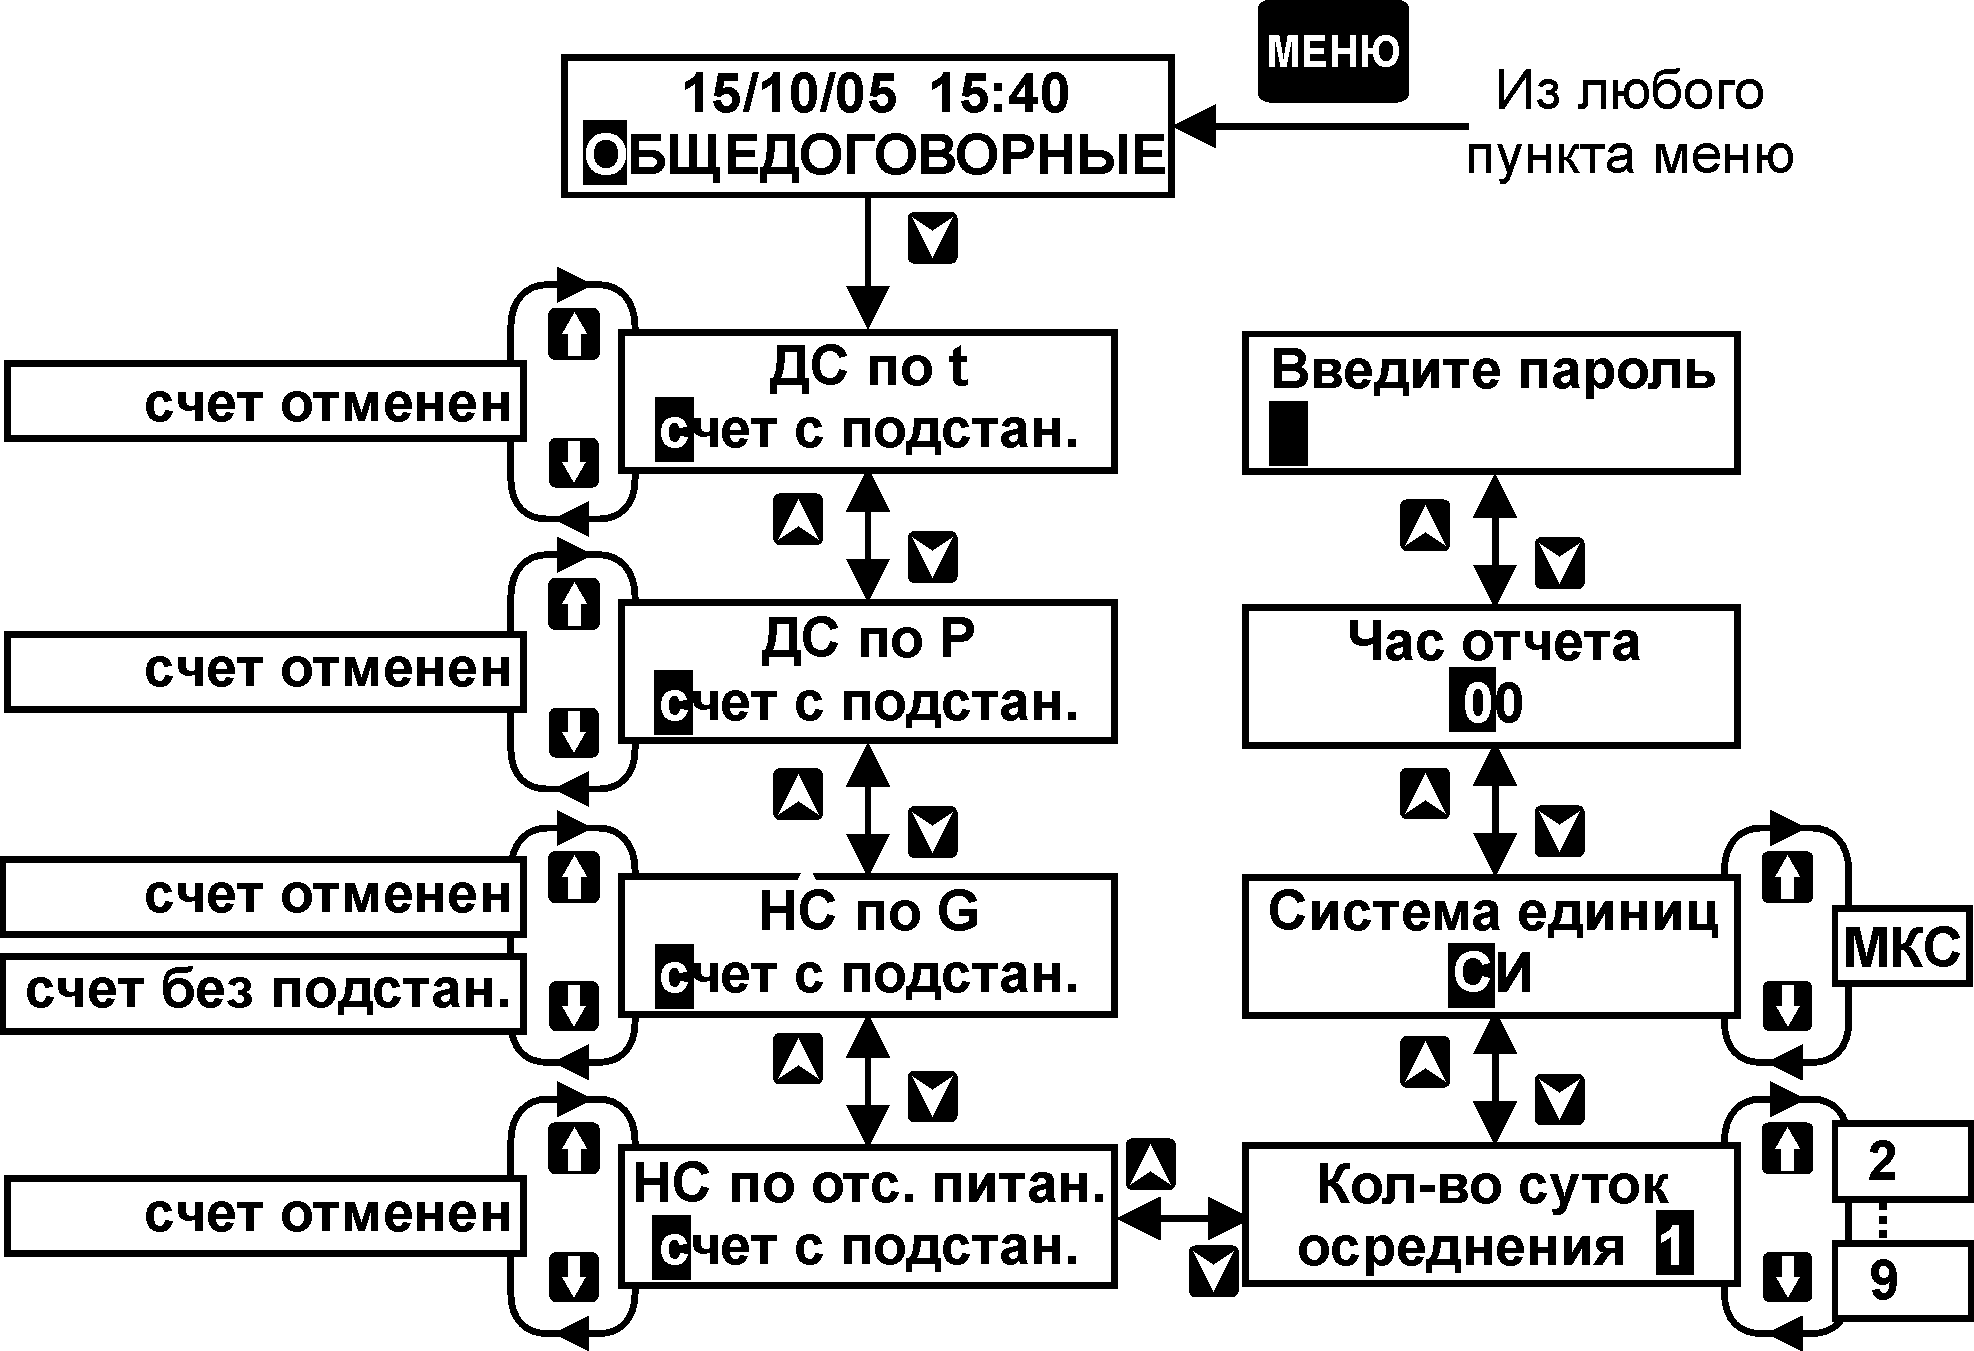 МЕНЮ
15/10/05 15:40
ОБЩЕДОГОВОРНЫЕ
Из любого
пункта меню
счет отменен
ДС по t
счет с подстан.
Введите пароль
счет отменен
ДС по P
счет с подстан.
Час отчета
00
счет отменен
счет без подстан.
НС по G
счет с подстан.
Система единиц
СИ
МКС
счет отменен
НС по отс. питан.
счет с подстан.
Кол-во суток
осреднения 1
2
9